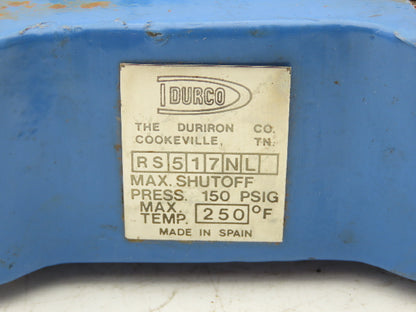 DURCO
THE DURIRON CO.
COOKEVILLE, TN.
RS517NL
MAX. SHUTOFF
PRESS. 150 PSIG
MAX.
TEMP. 250 °F
MADE IN SPAIN